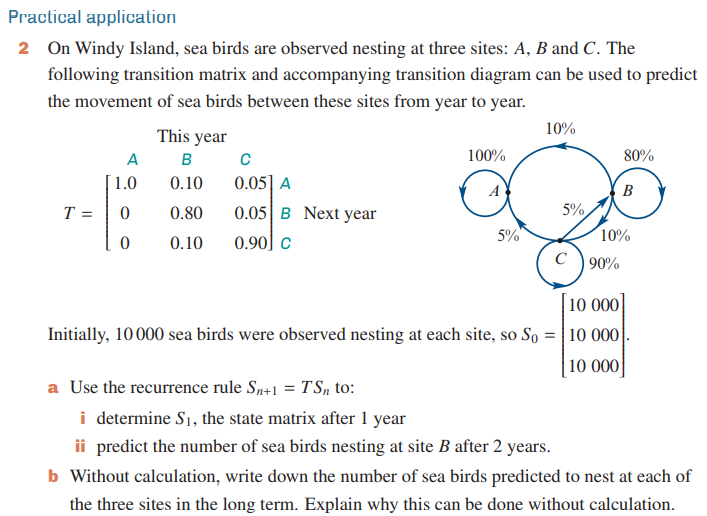 Practical application
2 On Windy Island, sea birds are observed nesting at three sites: A, B and C. The
following transition matrix and accompanying transition diagram can be used to predict
the movement of sea birds between these sites from year to year.
This year
A B C
T = [1.0 0.10 0.05] A
[0 0.80 0.05] B Next year
[0 0.10 0.90] C
10%
100% 80%
A B
5%
5% 10%
C 90%
Initially, 10 000 sea birds were observed nesting at each site, so S₀ = [10 000
10 000
10 000].
a Use the recurrence rule Sₙ₊₁ = TSₙ to:
i determine S₁, the state matrix after 1 year
ii predict the number of sea birds nesting at site B after 2 years.
b Without calculation, write down the number of sea birds predicted to nest at each of
the three sites in the long term. Explain why this can be done without calculation.